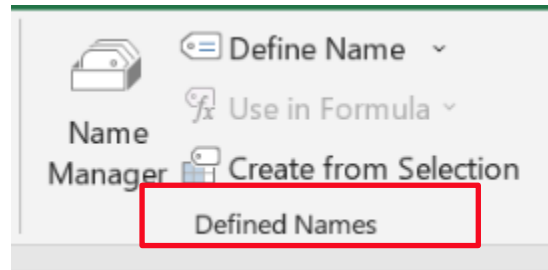 Name
Manager
Define Name
Use in Formula
Create from Selection
Defined Names